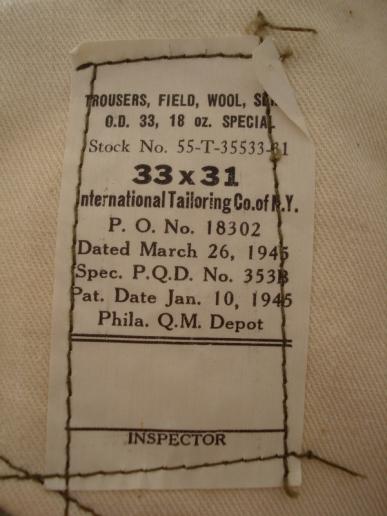 TROUSERS, FIELD, WOOL,
O.D. 33, 18 oz. SPECIAL
Stock No. 55-T-35533-31
33 x 31
International Tailoring Co. of N.Y.
P. O. No. 18302
Dated March 26, 1945
Spec. P.Q.D. No. 353B
Pat. Date Jan. 10, 1945
Phila. Q.M. Depot
INSPECTOR